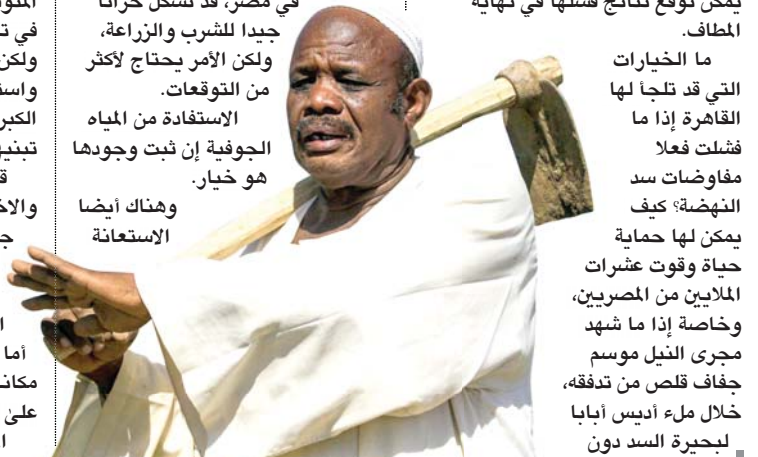 يمكن توقع نتائج فشلها في نهاية
المطاف.
ما الخيارات
التي قد تلجأ لها
القاهرة إذا ما
فشلت فعلا
مفاوضات سد
النهضة؟ كيف
يمكن لها حماية
حياة وقوت عشرات
الملايين من المصريين،
وخاصة إذا ما شهد
مجرى النيل موسم
جفاف قلص من تدفقه،
خلال ملء أديس أبابا
لبحيرة السد دون
في مصر، قد تشكل خزانا
جيدا للشرب والزراعة،
ولكن الأمر يحتاج لأكثر
من التوقعات.
الاستفادة من المياه
الجوفية إن ثبت وجودها
هو خيار.
وهناك أيضا
الاستعانة
في ت
ولكن
واست
الكبر
تبنيه
ق
والاخ
ج
ا
أما
مكانـ
على
ا